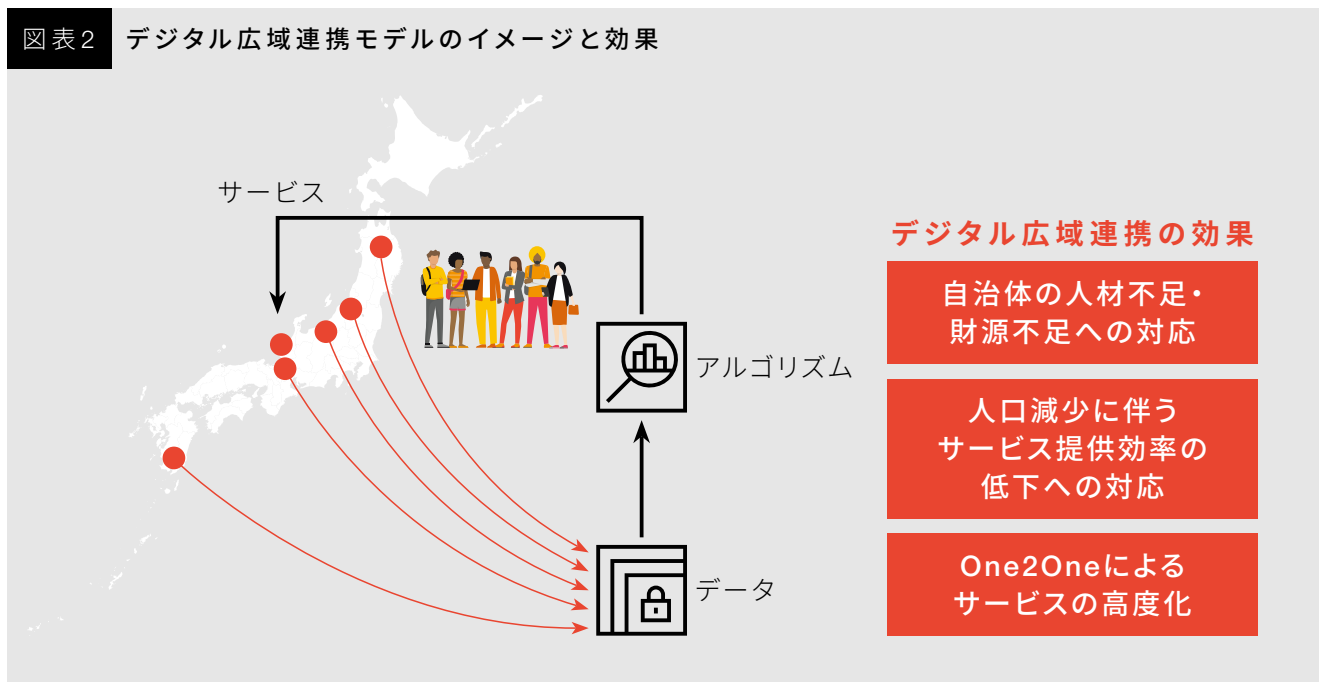 図表2 デジタル広域連携モデルのイメージと効果
サービス
アルゴリズム
データ
デジタル広域連携の効果
自治体の人材不足・
財源不足への対応
人口減少に伴う
サービス提供効率の
低下への対応
One2Oneによる
サービスの高度化